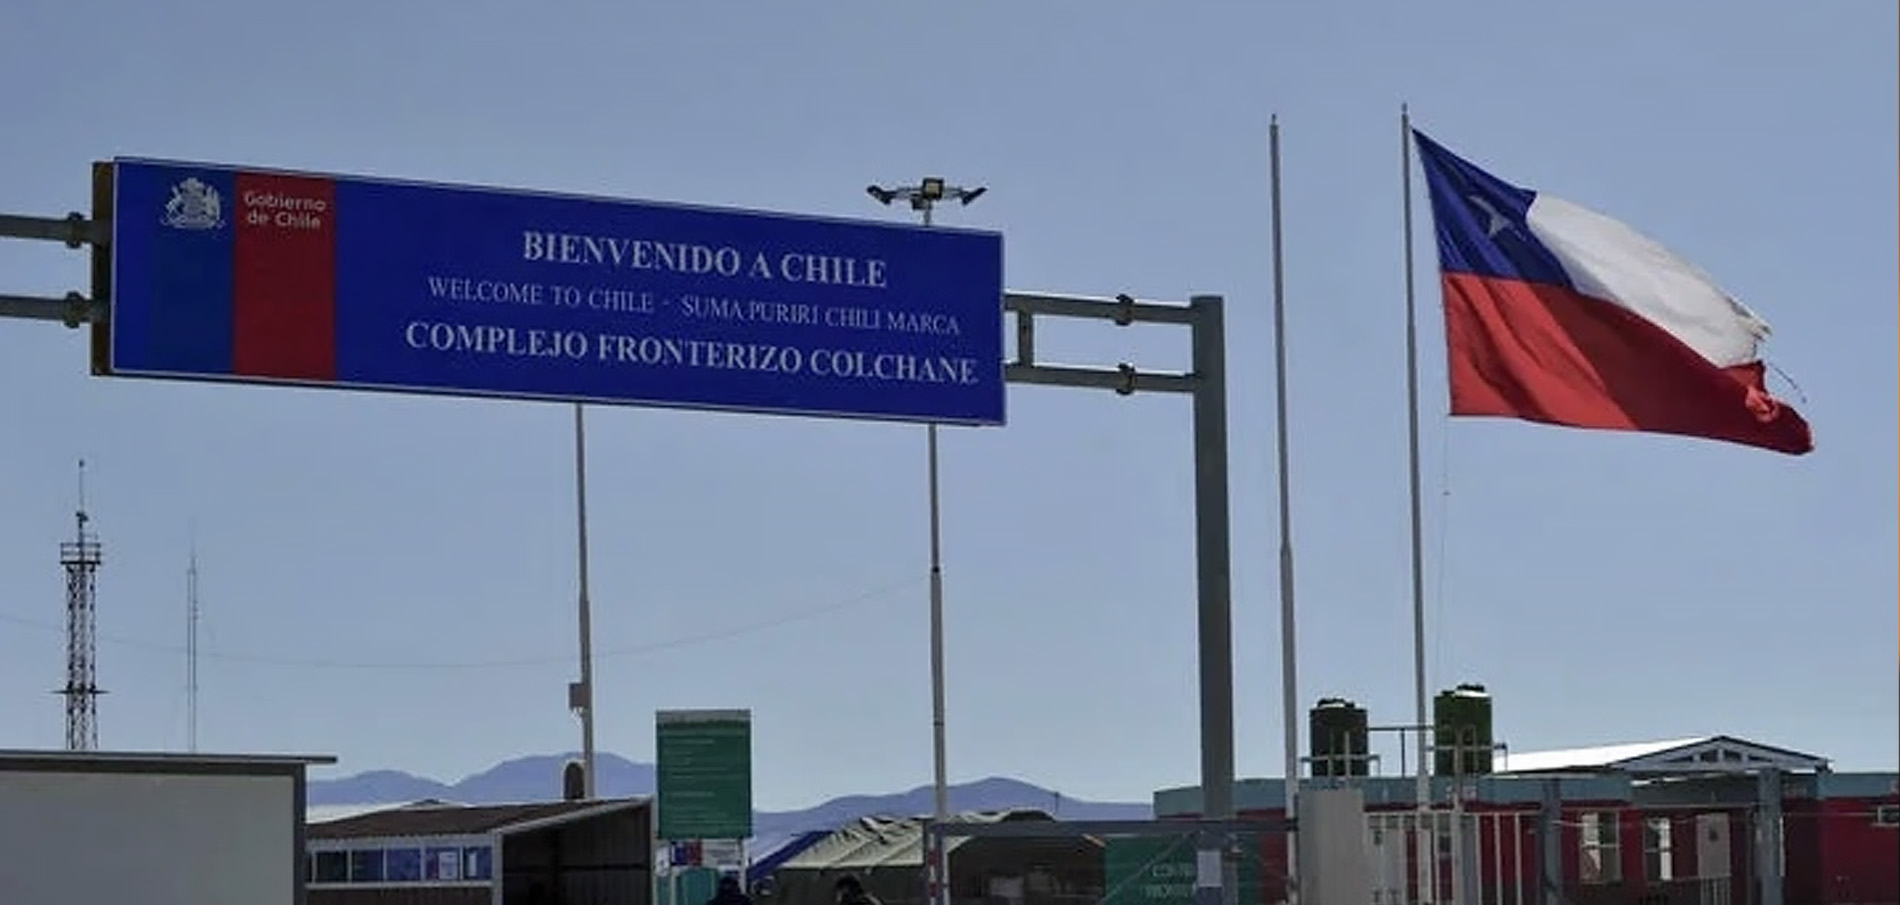 Gobierno
de Chile
BIENVENIDO A CHILE
WELCOME TO CHILE - SUMA PURIRI CHILI MARCA
COMPLEJO FRONTERIZO COLCHANE